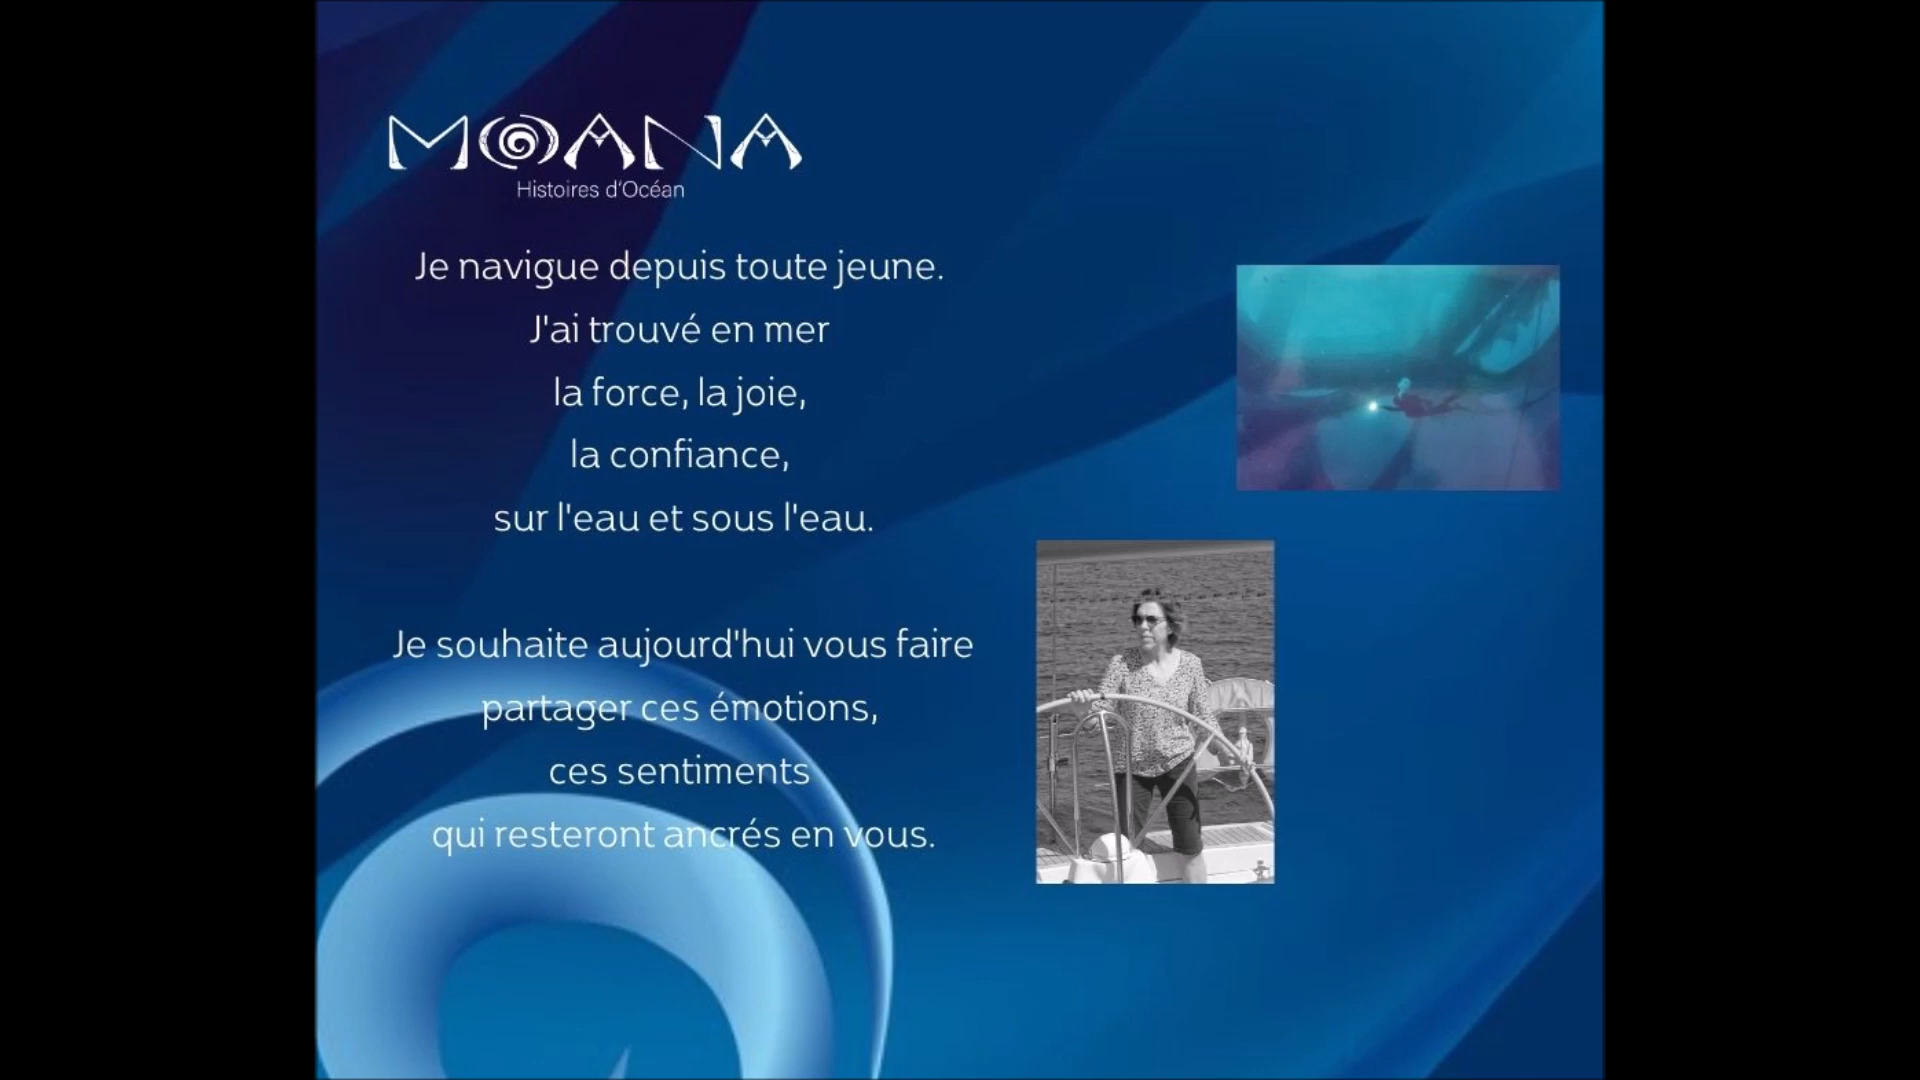 MOANA
Histoires d'Océan
Je navigue depuis toute jeune.
J'ai trouvé en mer
la force, la joie,
la confiance,
sur l'eau et sous l'eau.
Je souhaite aujourd'hui vous faire
partager ces émotions,
ces sentiments
qui resteront ancrés en vous.